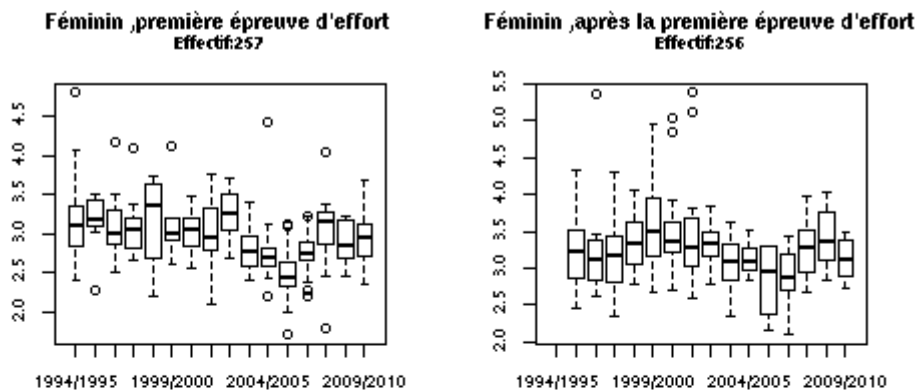 Féminin ,première épreuve d'effort
Effectif:257
4.5
4.0
3.5
3.0
2.5
2.0
1994/1995 1999/2000 2004/2005 2009/2010
Féminin ,après la première épreuve d'effort
Effectif:256
5.5
5.0
4.5
4.0
3.5
3.0
2.5
2.0
1994/1995 1999/2000 2004/2005 2009/2010